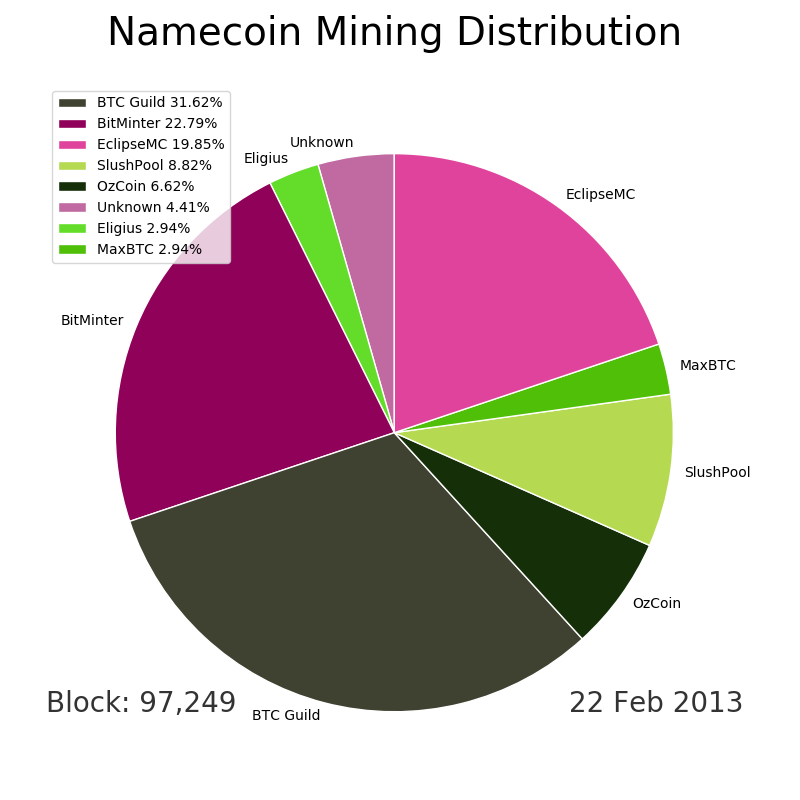 Namecoin Mining Distribution
BTC Guild 31.62%
BitMinter 22.79%
EclipseMC 19.85%
SlushPool 8.82%
OzCoin 6.62%
Unknown 4.41%
Eligius 2.94%
MaxBTC 2.94%
Unknown
Eligius
EclipseMC
BitMinter
MaxBTC
SlushPool
OzCoin
BTC Guild
Block: 97,249
22 Feb 2013